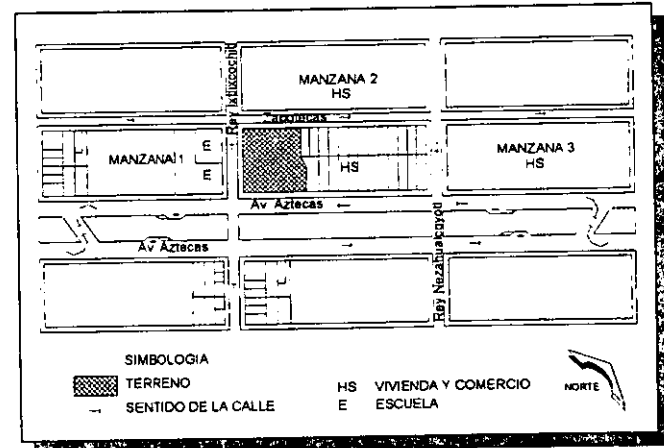 MANZANA 2
HS
Rey Ixtlixcochitl
Zapotecas
MANZANA 1
E
E
HS
MANZANA 3
HS
Av Aztecas
Av Aztecas
Rey Nezahualcoyotl
SIMBOLOGIA
TERRENO
SENTIDO DE LA CALLE
HS VIVIENDA Y COMERCIO
E ESCUELA
NORTE